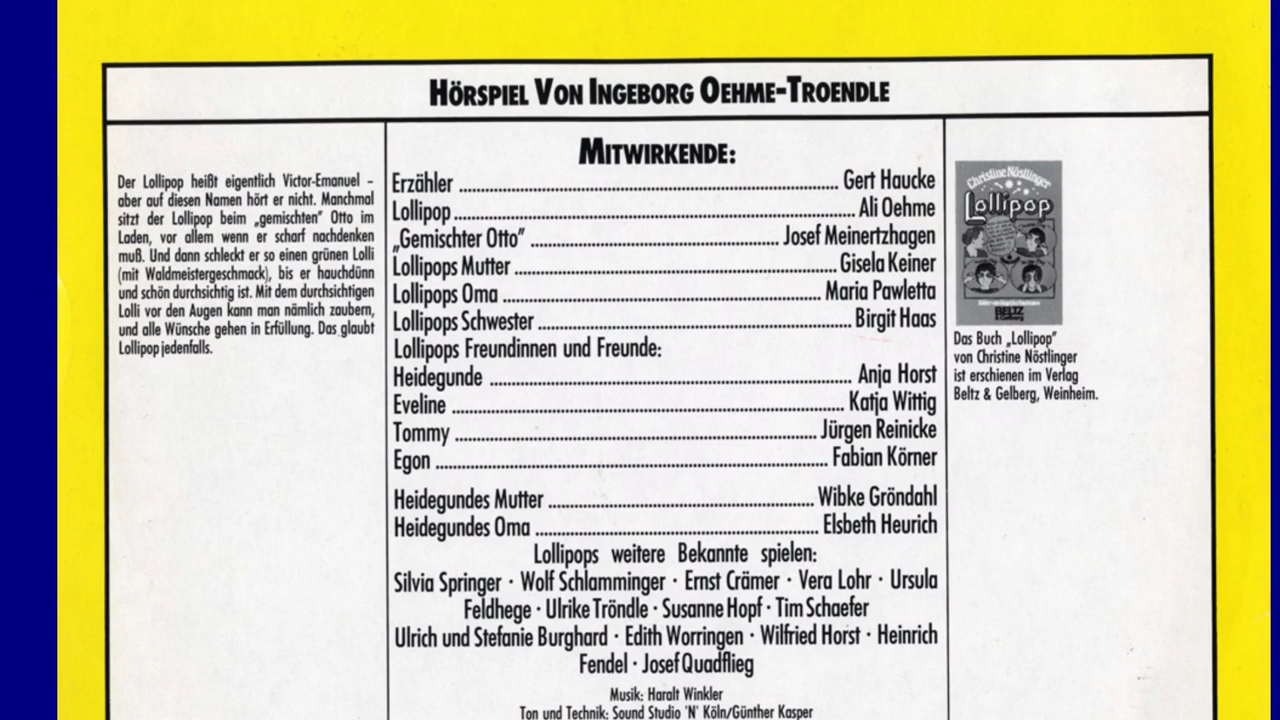 HÖRSPIEL VON INGEBORG OEHME-TROENDLE
Der Lollipop heißt eigentlich Victor-Emanuel –
aber auf diesen Namen hört er nicht. Manchmal
sitzt der Lollipop beim „gemischten” Otto im
Laden, vor allem wenn er scharf nachdenken
muß. Und dann schleckt er so einen grünen Lolli
(mit Waldmeistergeschmack), bis er hauchdünn
und schön durchsichtig ist. Mit dem durchsichtigen
Lolli vor den Augen kann man nämlich zaubern,
und alle Wünsche gehen in Erfüllung. Das glaubt
Lollipop jedenfalls.
MITWIRKENDE:
Erzähler ........ Gert Haucke
Lollipop ........ Ali Oehme
„Gemischter Otto” ........ Josef Meinertzhagen
Lollipops Mutter ........ Gisela Keiner
Lollipops Oma ........ Maria Pawletta
Lollipops Schwester ........ Birgit Haas
Lollipops Freundinnen und Freunde:
Heidegunde ........ Anja Horst
Eveline ........ Katja Wittig
Tommy ........ Jürgen Reinicke
Egon ........ Fabian Körner
Heidegundes Mutter ........ Wibke Gröndahl
Heidegundes Oma ........ Elsbeth Heurich
Lollipops weitere Bekannte spielen:
Silvia Springer · Wolf Schlamminger · Ernst Crämer · Vera Lohr · Ursula
Feldhege · Ulrike Tröndle · Susanne Hopf · Tim Schaefer
Ulrich und Stefanie Burghard · Edith Worringen · Wilfried Horst · Heinrich
Fendel · Josef Quadflieg
Musik: Haralt Winkler
Ton und Technik: Sound Studio 'N' Köln/Günther Kasper
Christine Nöstlinger
Lollipop
BELTZ
Das Buch „Lollipop”
von Christine Nöstlinger
ist erschienen im Verlag
Beltz & Gelberg, Weinheim.